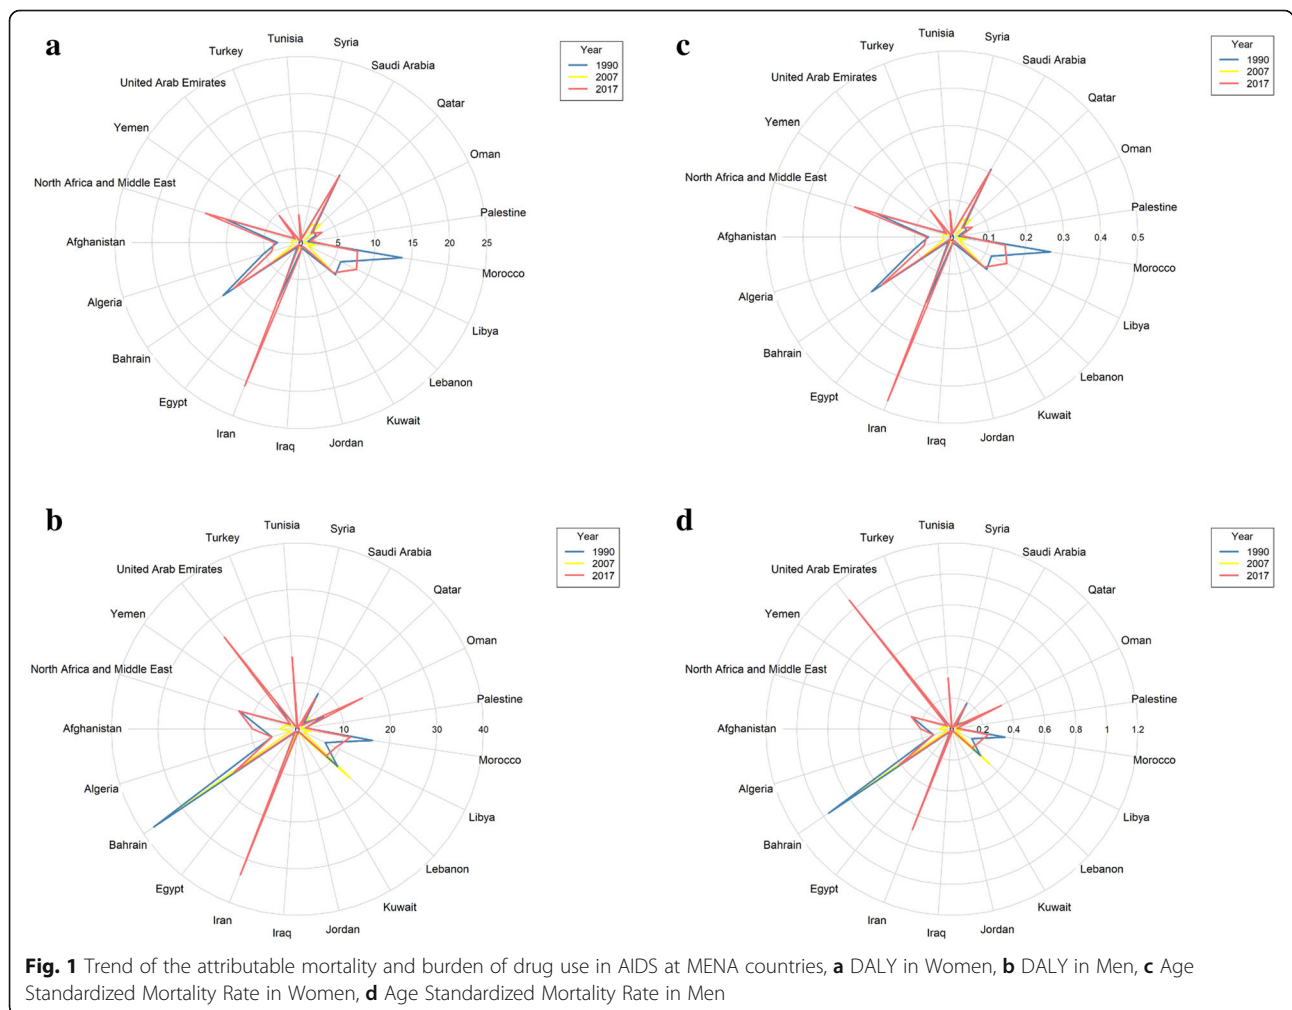 a
Tunisia
Syria
Turkey
Saudi Arabia
United Arab Emirates
Qatar
Yemen
Oman
North Africa and Middle East
Palestine
Afghanistan
0 5 10 15 20 25
Morocco
Algeria
Libya
Bahrain
Lebanon
Egypt
Kuwait
Iran
Jordan
Iraq
Year
1990
2007
2017
c
Tunisia
Syria
Turkey
Saudi Arabia
United Arab Emirates
Qatar
Yemen
Oman
North Africa and Middle East
Palestine
Afghanistan
0 0.1 0.2 0.3 0.4 0.5
Morocco
Algeria
Libya
Bahrain
Lebanon
Egypt
Kuwait
Iran
Jordan
Iraq
Year
1990
2007
2017
b
Tunisia
Syria
Turkey
Saudi Arabia
United Arab Emirates
Qatar
Yemen
Oman
North Africa and Middle East
Palestine
Afghanistan
0 10 20 30 40
Morocco
Algeria
Libya
Bahrain
Lebanon
Egypt
Kuwait
Iran
Jordan
Iraq
Year
1990
2007
2017
d
Tunisia
Syria
Turkey
Saudi Arabia
United Arab Emirates
Qatar
Yemen
Oman
North Africa and Middle East
Palestine
Afghanistan
0 0.2 0.4 0.6 0.8 1 1.2
Morocco
Algeria
Libya
Bahrain
Lebanon
Egypt
Kuwait
Iran
Jordan
Iraq
Year
1990
2007
2017
Fig. 1 Trend of the attributable mortality and burden of drug use in AIDS at MENA countries, a DALY in Women, b DALY in Men, c Age
Standardized Mortality Rate in Women, d Age Standardized Mortality Rate in Men